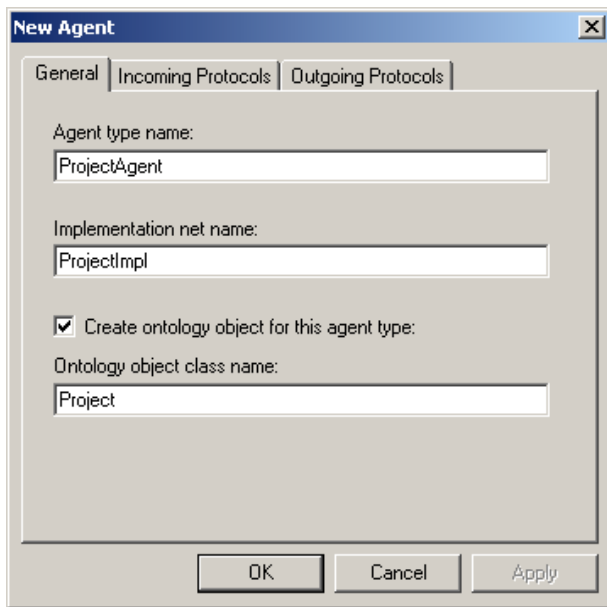 New Agent
General Incoming Protocols Outgoing Protocols
Agent type name:
ProjectAgent
Implementation net name:
ProjectImpl
Create ontology object for this agent type:
Ontology object class name:
Project
OK Cancel Apply